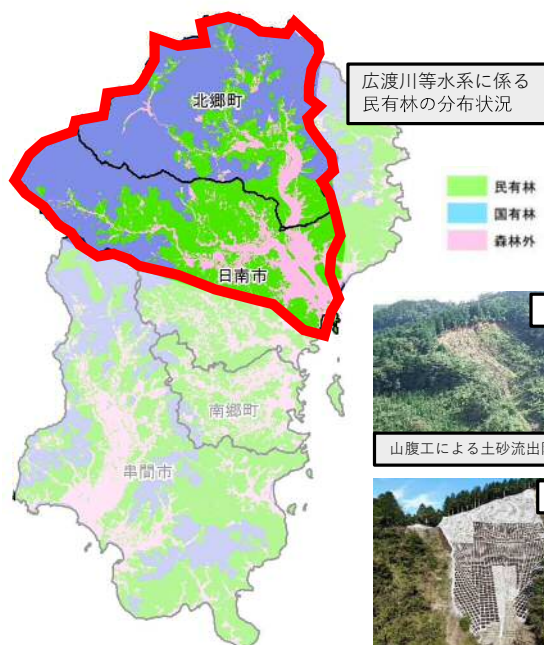 北郷町
広渡川等水系に係る
民有林の分布状況
民有林
国有林
森林外
日南市
南郷町
串間市
山腹工による土砂流出